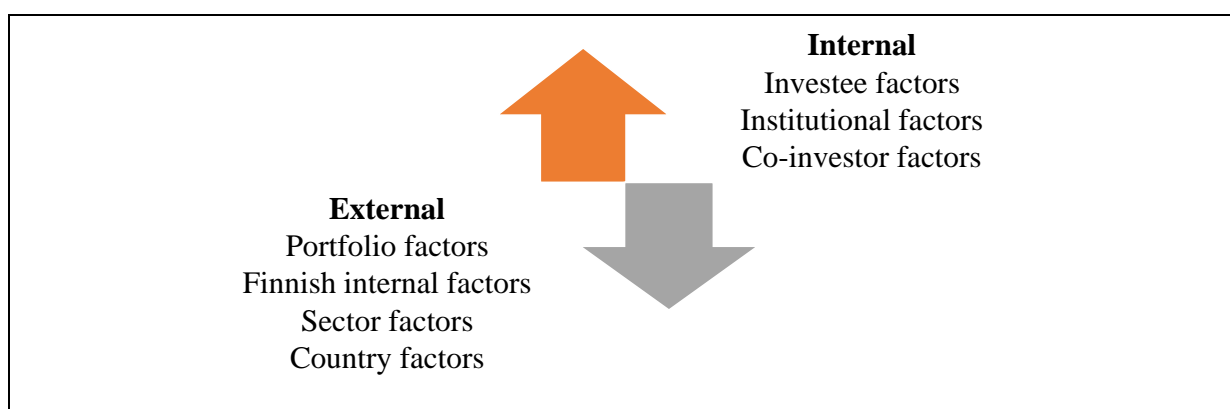 Internal
Investee factors
Institutional factors
Co-investor factors
External
Portfolio factors
Finnish internal factors
Sector factors
Country factors